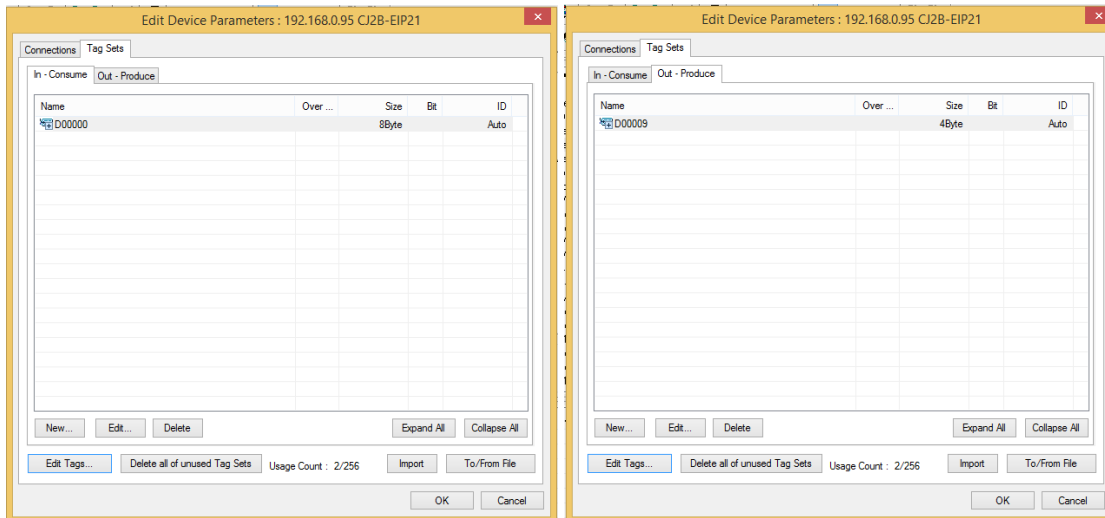 Edit Device Parameters : 192.168.0.95 CJ2B-EIP21
Connections Tag Sets
In - Consume Out - Produce
Name Over ... Size Bit ID
D00000 8Byte Auto
New... Edit... Delete Expand All Collapse All
Edit Tags... Delete all of unused Tag Sets Usage Count : 2/256 Import To/From File
OK Cancel
Edit Device Parameters : 192.168.0.95 CJ2B-EIP21
Connections Tag Sets
In - Consume Out - Produce
Name Over ... Size Bit ID
D00009 4Byte Auto
New... Edit... Delete Expand All Collapse All
Edit Tags... Delete all of unused Tag Sets Usage Count : 2/256 Import To/From File
OK Cancel